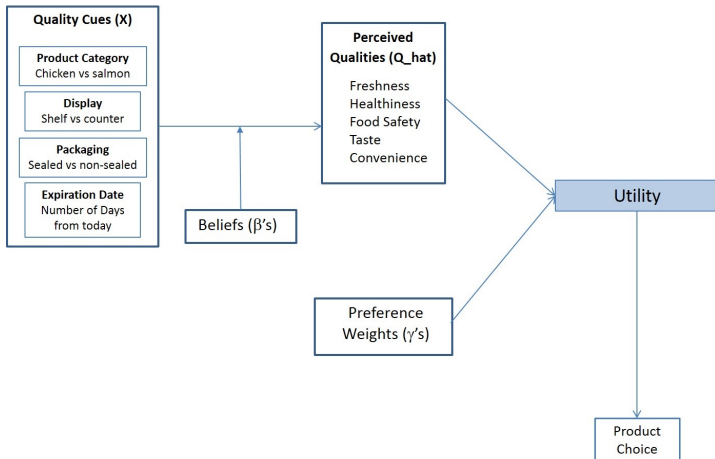 Quality Cues (X)
Product Category
Chicken vs salmon
Display
Shelf vs counter
Packaging
Sealed vs non-sealed
Expiration Date
Number of Days
from today
Beliefs (β's)
Perceived
Qualities (Q_hat)
Freshness
Healthiness
Food Safety
Taste
Convenience
Preference
Weights (γ's)
Utility
Product
Choice